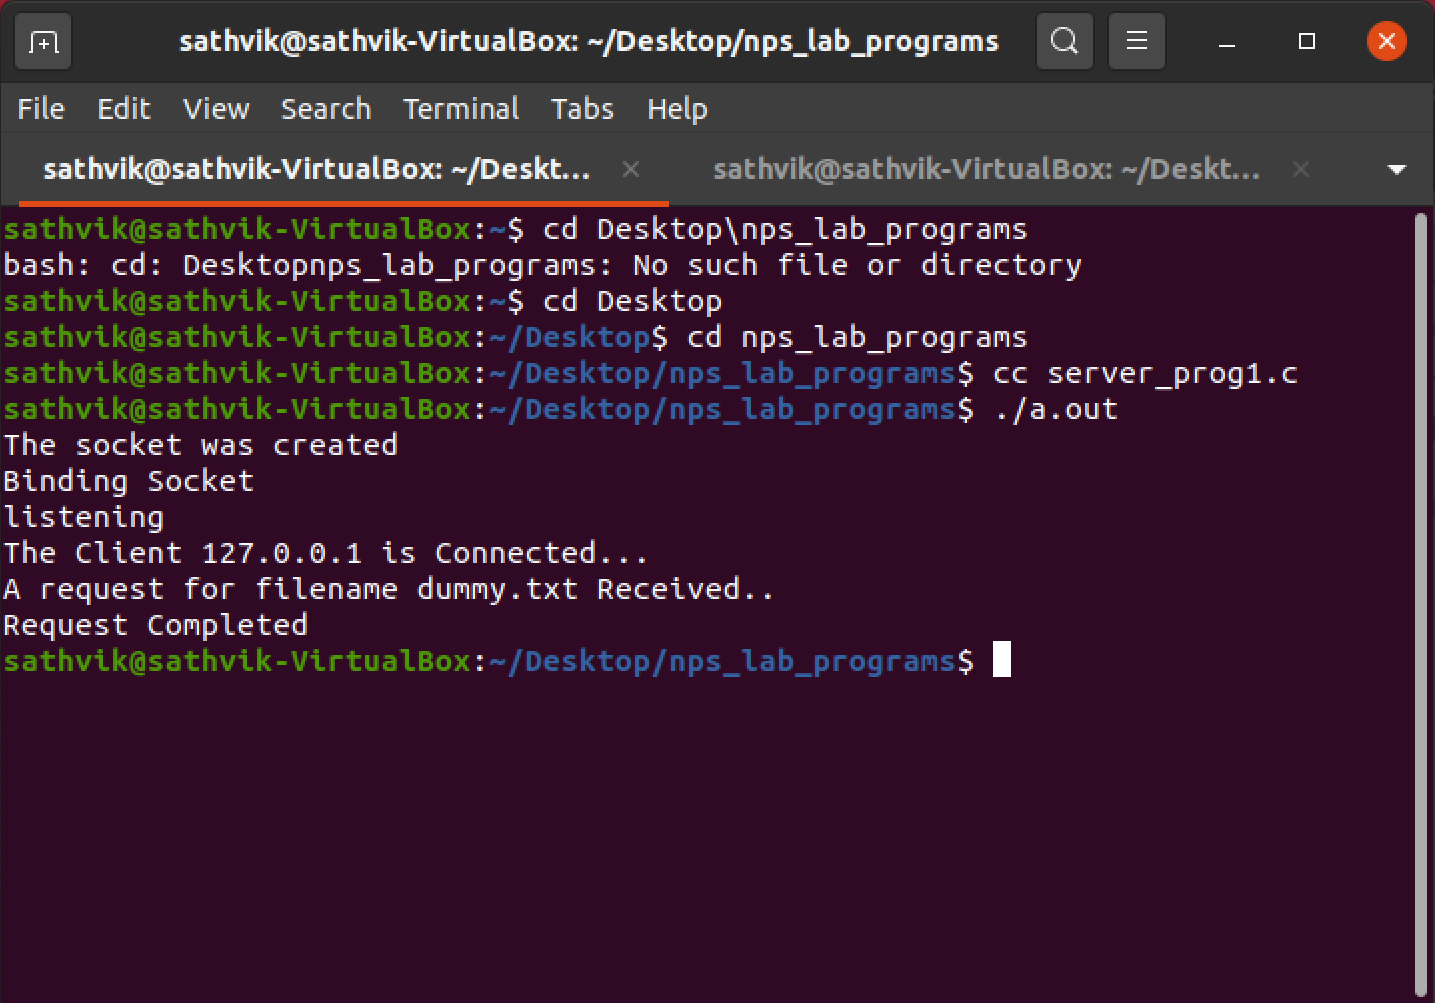 sathvik@sathvik-VirtualBox: ~/Desktop/nps_lab_programs
File Edit View Search Terminal Tabs Help
sathvik@sathvik-VirtualBox: ~/Deskt... sathvik@sathvik-VirtualBox: ~/Deskt...
sathvik@sathvik-VirtualBox:~$ cd Desktop\nps_lab_programs
bash: cd: Desktopnps_lab_programs: No such file or directory
sathvik@sathvik-VirtualBox:~$ cd Desktop
sathvik@sathvik-VirtualBox:~/Desktop$ cd nps_lab_programs
sathvik@sathvik-VirtualBox:~/Desktop/nps_lab_programs$ cc server_prog1.c
sathvik@sathvik-VirtualBox:~/Desktop/nps_lab_programs$ ./a.out
The socket was created
Binding Socket
listening
The Client 127.0.0.1 is Connected...
A request for filename dummy.txt Received..
Request Completed
sathvik@sathvik-VirtualBox:~/Desktop/nps_lab_programs$